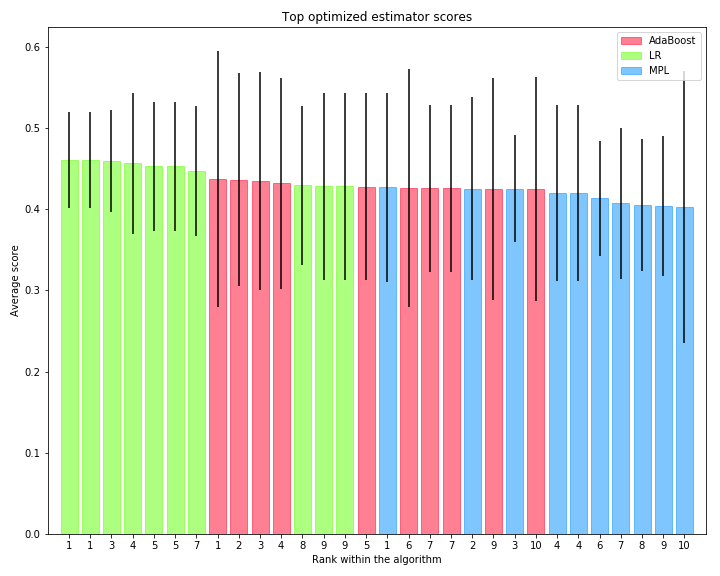 Top optimized estimator scores
AdaBoost
LR
MPL
0.6
0.5
0.4
0.3
0.2
0.1
0.0
Average score
1 1 3 4 5 5 7 1 2 3 4 8 9 9 5 1 6 7 7 2 9 3 10 4 4 6 7 8 9 10
Rank within the algorithm